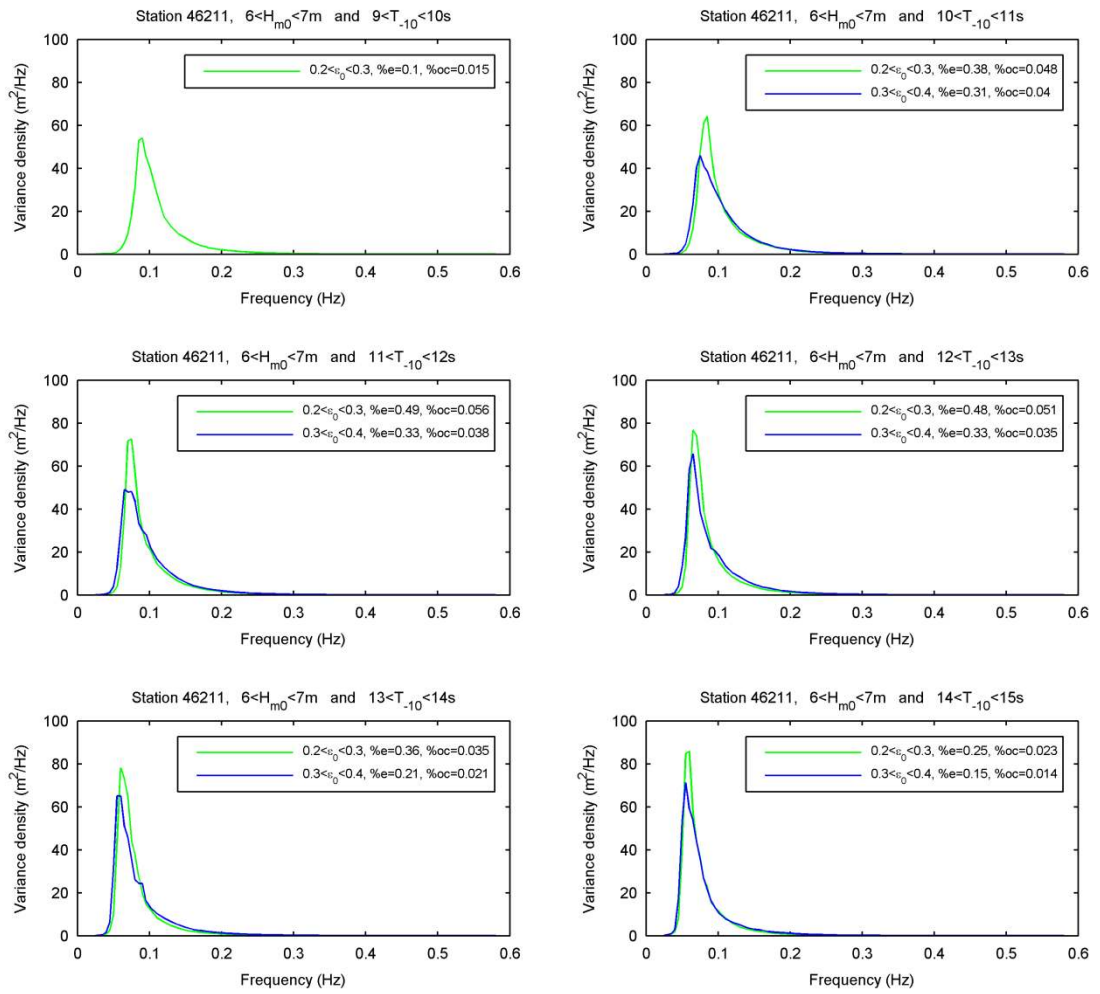 Station 46211, 6<Hm0<7m and 9<T-10<10s
100
80
60
40
20
0
Variance density (m²/Hz)
0.2<ε0<0.3, %e=0.1, %oc=0.015
0 0.1 0.2 0.3 0.4 0.5 0.6
Frequency (Hz)
Station 46211, 6<Hm0<7m and 10<T-10<11s
100
80
60
40
20
0
Variance density (m²/Hz)
0.2<ε0<0.3, %e=0.38, %oc=0.048
0.3<ε0<0.4, %e=0.31, %oc=0.04
0 0.1 0.2 0.3 0.4 0.5 0.6
Frequency (Hz)
Station 46211, 6<Hm0<7m and 11<T-10<12s
100
80
60
40
20
0
Variance density (m²/Hz)
0.2<ε0<0.3, %e=0.49, %oc=0.056
0.3<ε0<0.4, %e=0.33, %oc=0.038
0 0.1 0.2 0.3 0.4 0.5 0.6
Frequency (Hz)
Station 46211, 6<Hm0<7m and 12<T-10<13s
100
80
60
40
20
0
Variance density (m²/Hz)
0.2<ε0<0.3, %e=0.48, %oc=0.051
0.3<ε0<0.4, %e=0.33, %oc=0.035
0 0.1 0.2 0.3 0.4 0.5 0.6
Frequency (Hz)
Station 46211, 6<Hm0<7m and 13<T-10<14s
100
80
60
40
20
0
Variance density (m²/Hz)
0.2<ε0<0.3, %e=0.36, %oc=0.035
0.3<ε0<0.4, %e=0.21, %oc=0.021
0 0.1 0.2 0.3 0.4 0.5 0.6
Frequency (Hz)
Station 46211, 6<Hm0<7m and 14<T-10<15s
100
80
60
40
20
0
Variance density (m²/Hz)
0.2<ε0<0.3, %e=0.25, %oc=0.023
0.3<ε0<0.4, %e=0.15, %oc=0.014
0 0.1 0.2 0.3 0.4 0.5 0.6
Frequency (Hz)